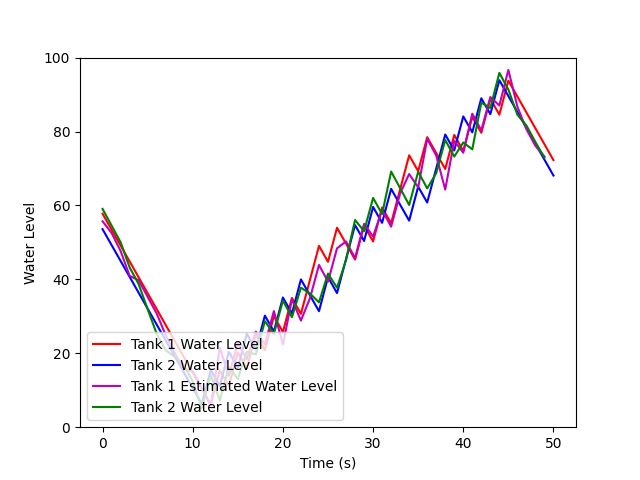 100
80
60
40
20
0
Water Level
Tank 1 Water Level
Tank 2 Water Level
Tank 1 Estimated Water Level
Tank 2 Water Level
0 10 20 30 40 50
Time (s)